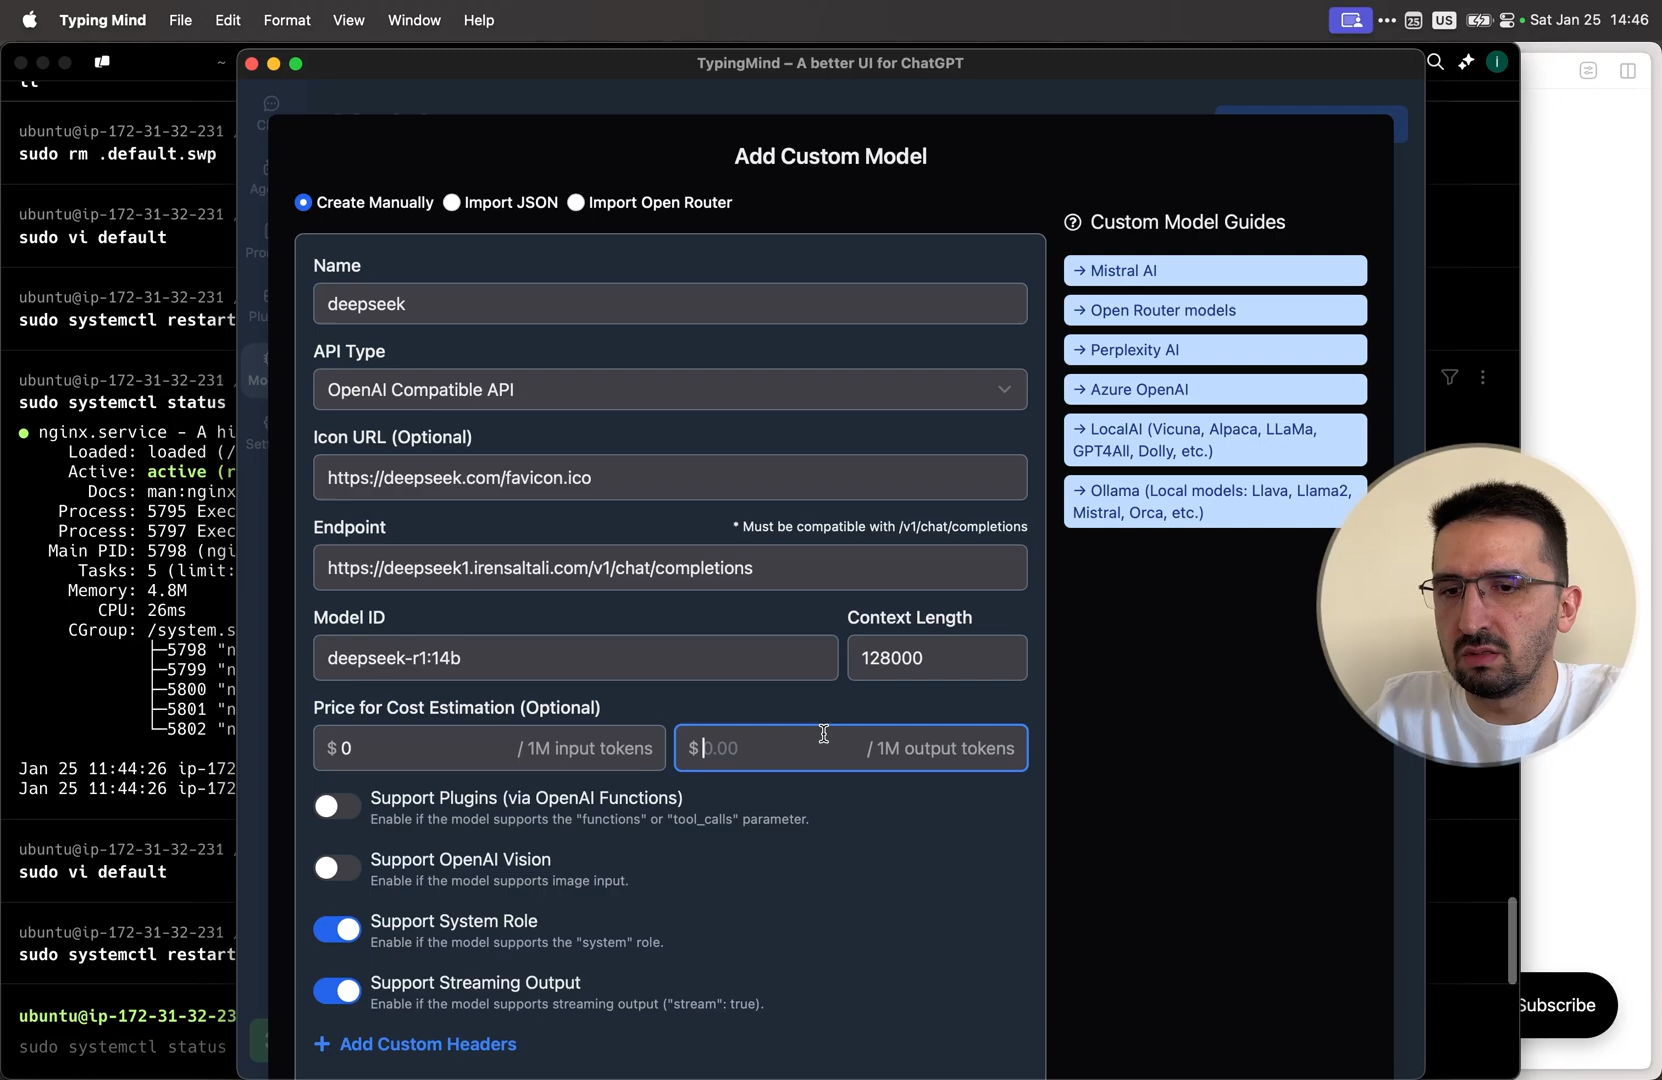 Typing Mind File Edit Format View Window Help
25 US Sat Jan 25 14:46
~
TypingMind – A better UI for ChatGPT
i
ubuntu@ip-172-31-32-231
sudo rm .default.swp
ubuntu@ip-172-31-32-231
sudo vi default
ubuntu@ip-172-31-32-231
sudo systemctl restart
ubuntu@ip-172-31-32-231
sudo systemctl status
nginx.service - A hi
Loaded: loaded (/
Active: active (r
Docs: man:nginx
Process: 5795 Exec
Process: 5797 Exec
Main PID: 5798 (ngi
Tasks: 5 (limit:
Memory: 4.8M
CPU: 26ms
CGroup: /system.s
├─5798 "n
├─5799 "n
├─5800 "n
├─5801 "n
└─5802 "n
Jan 25 11:44:26 ip-172
Jan 25 11:44:26 ip-172
ubuntu@ip-172-31-32-231
sudo vi default
ubuntu@ip-172-31-32-231
sudo systemctl restart
ubuntu@ip-172-31-32-23
sudo systemctl status
Add Custom Model
Create Manually Import JSON Import Open Router
Name
deepseek
API Type
OpenAI Compatible API
Icon URL (Optional)
https://deepseek.com/favicon.ico
Endpoint * Must be compatible with /v1/chat/completions
https://deepseek1.irensaltali.com/v1/chat/completions
Model ID Context Length
deepseek-r1:14b 128000
Price for Cost Estimation (Optional)
$ 0 / 1M input tokens $ 0.00 / 1M output tokens
Support Plugins (via OpenAI Functions)
Enable if the model supports the "functions" or "tool_calls" parameter.
Support OpenAI Vision
Enable if the model supports image input.
Support System Role
Enable if the model supports the "system" role.
Support Streaming Output
Enable if the model supports streaming output ("stream": true).
+ Add Custom Headers
Custom Model Guides
→ Mistral AI
→ Open Router models
→ Perplexity AI
→ Azure OpenAI
→ LocalAI (Vicuna, Alpaca, LLaMa,
GPT4All, Dolly, etc.)
→ Ollama (Local models: Llava, Llama2,
Mistral, Orca, etc.)
Subscribe